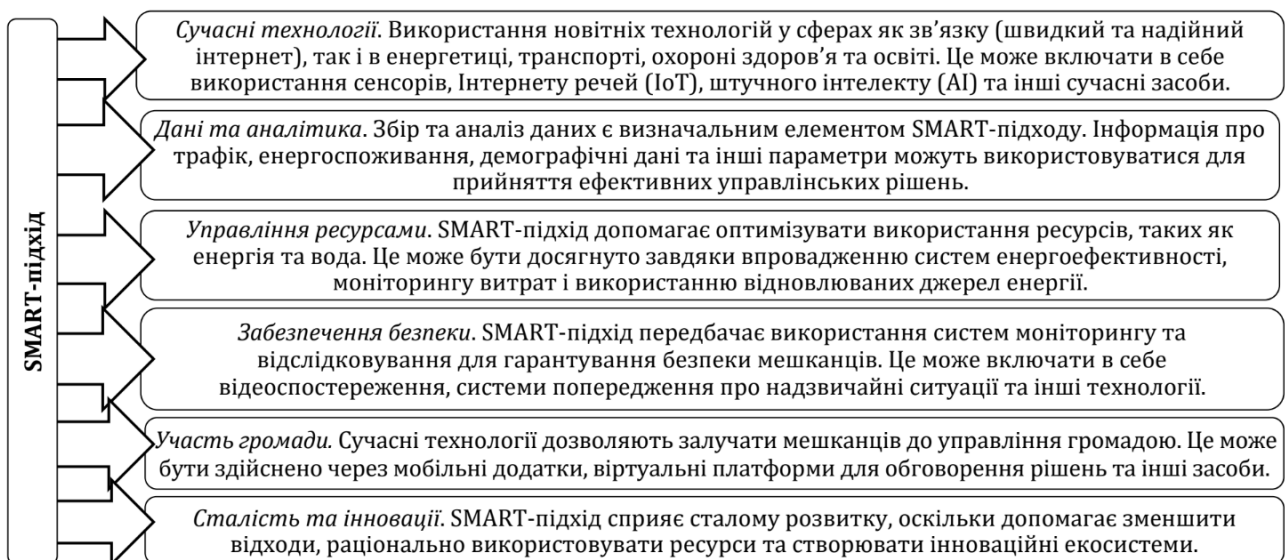 SMART-підхід
Сучасні технології. Використання новітніх технологій у сферах як зв’язку (швидкий та надійний
інтернет), так і в енергетиці, транспорті, охороні здоров’я та освіті. Це може включати в себе
використання сенсорів, Інтернету речей (IoT), штучного інтелекту (AI) та інші сучасні засоби.
Дані та аналітика. Збір та аналіз даних є визначальним елементом SMART-підходу. Інформація про
трафік, енергоспоживання, демографічні дані та інші параметри можуть використовуватися для
прийняття ефективних управлінських рішень.
Управління ресурсами. SMART-підхід допомагає оптимізувати використання ресурсів, таких як
енергія та вода. Це може бути досягнуто завдяки впровадженню систем енергоефективності,
моніторингу витрат і використанню відновлюваних джерел енергії.
Забезпечення безпеки. SMART-підхід передбачає використання систем моніторингу та
відслідковування для гарантування безпеки мешканців. Це може включати в себе
відеоспостереження, системи попередження про надзвичайні ситуації та інші технології.
Участь громади. Сучасні технології дозволяють залучати мешканців до управління громадою. Це може
бути здійснено через мобільні додатки, віртуальні платформи для обговорення рішень та інші засоби.
Сталість та інновації. SMART-підхід сприяє сталому розвитку, оскільки допомагає зменшити
відходи, раціонально використовувати ресурси та створювати інноваційні екосистеми.